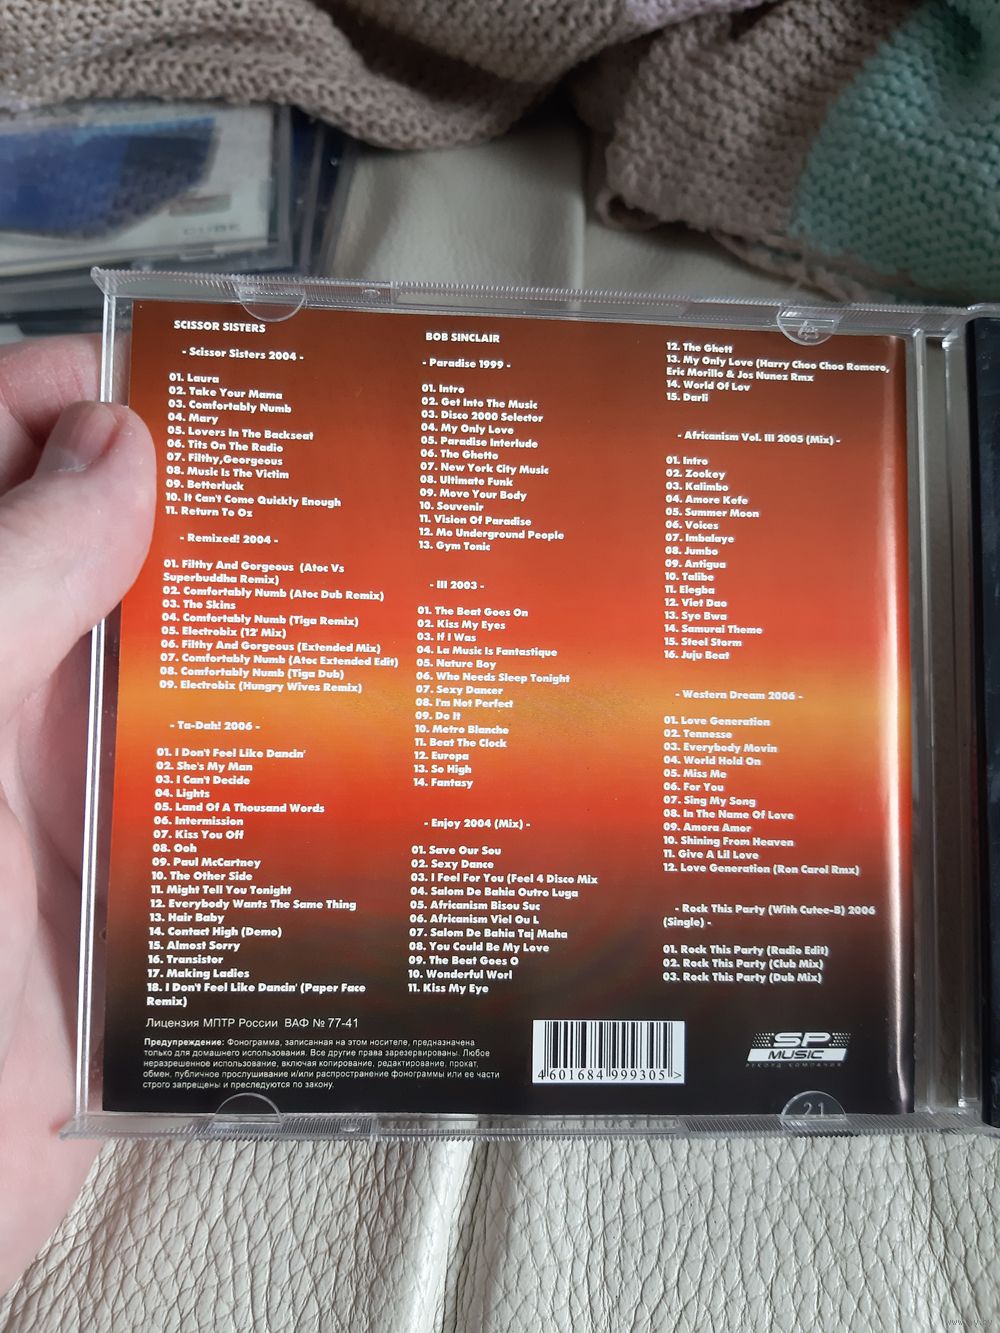 CUBE
SCISSOR SISTERS
- Scissor Sisters 2004 -
01. Laura
02. Take Your Mama
03. Comfortably Numb
04. Mary
05. Lovers In The Backseat
06. Tits On The Radio
07. Filthy,Georgeous
08. Music Is The Victim
09. Betterluck
10. It Can't Come Quickly Enough
11. Return To Oz
- Remixed! 2004 -
01. Filthy And Gorgeous (Atoc Vs
Superbuddha Remix)
02. Comfortably Numb (Atoc Dub Remix)
03. The Skins
04. Comfortably Numb (Tiga Remix)
05. Electrobix (12' Mix)
06. Filthy And Gorgeous (Extended Mix)
07. Comfortably Numb (Atoc Extended Edit)
08. Comfortably Numb (Tiga Dub)
09. Electrobix (Hungry Wives Remix)
- Ta-Dah! 2006 -
01. I Don't Feel Like Dancin'
02. She's My Man
03. I Can't Decide
04. Lights
05. Land Of A Thousand Words
06. Intermission
07. Kiss You Off
08. Ooh
09. Paul McCartney
10. The Other Side
11. Might Tell You Tonight
12. Everybody Wants The Same Thing
13. Hair Baby
14. Contact High (Demo)
15. Almost Sorry
16. Transistor
17. Making Ladies
18. I Don't Feel Like Dancin' (Paper Face
Remix)
BOB SINCLAIR
- Paradise 1999 -
01. Intro
02. Get Into The Music
03. Disco 2000 Selector
04. My Only Love
05. Paradise Interlude
06. The Ghetto
07. New York City Music
08. Ultimate Funk
09. Move Your Body
10. Souvenir
11. Vision Of Paradise
12. Mo Underground People
13. Gym Tonic
- III 2003 -
01. The Beat Goes On
02. Kiss My Eyes
03. If I Was
04. La Music Is Fantastique
05. Nature Boy
06. Who Needs Sleep Tonight
07. Sexy Dancer
08. I'm Not Perfect
09. Do It
10. Metro Blanche
11. Beat The Clock
12. Europa
13. So High
14. Fantasy
- Enjoy 2004 (Mix) -
01. Save Our Sou
02. Sexy Dance
03. I Feel For You (Feel 4 Disco Mix
04. Salom De Bahia Outro Luga
05. Africanism Bisou Suc
06. Africanism Viel Ou L
07. Salom De Bahia Taj Maha
08. You Could Be My Love
09. The Beat Goes O
10. Wonderful Worl
11. Kiss My Eye
12. The Ghett
13. My Only Love (Harry Choo Choo Romero,
Eric Morillo & Jos Nunez Rmx
14. World Of Lov
15. Darli
- Africanism Vol. III 2005 (Mix) -
01. Intro
02. Zookey
03. Kalimbo
04. Amore Kefe
05. Summer Moon
06. Voices
07. Imbalaye
08. Jumbo
09. Antigua
10. Talibe
11. Elegba
12. Viet Dao
13. Sye Bwa
14. Samurai Theme
15. Steel Storm
16. Juju Beat
- Western Dream 2006 -
01. Love Generation
02. Tennesse
03. Everybody Movin
04. World Hold On
05. Miss Me
06. For You
07. Sing My Song
08. In The Name Of Love
09. Amora Amor
10. Shining From Heaven
11. Give A Lil Love
12. Love Generation (Ron Carol Rmx)
- Rock This Party (With Cutee-B) 2006
(Single) -
01. Rock This Party (Radio Edit)
02. Rock This Party (Club Mix)
03. Rock This Party (Dub Mix)
Лицензия МПТР России ВАФ № 77-41
Предупреждение: Фонограмма, записанная на этом носителе, предназначена
только для домашнего использования. Все другие права зарезервированы. Любое
неразрешенное использование, включая копирование, редактирование, прокат,
обмен, публичное прослушивание и/или распространение фонограммы или ее части
строго запрещены и преследуются по закону.
4 601684 999305 >
SP
MUSIC
РЕКОРД КОМПАНИЯ
21